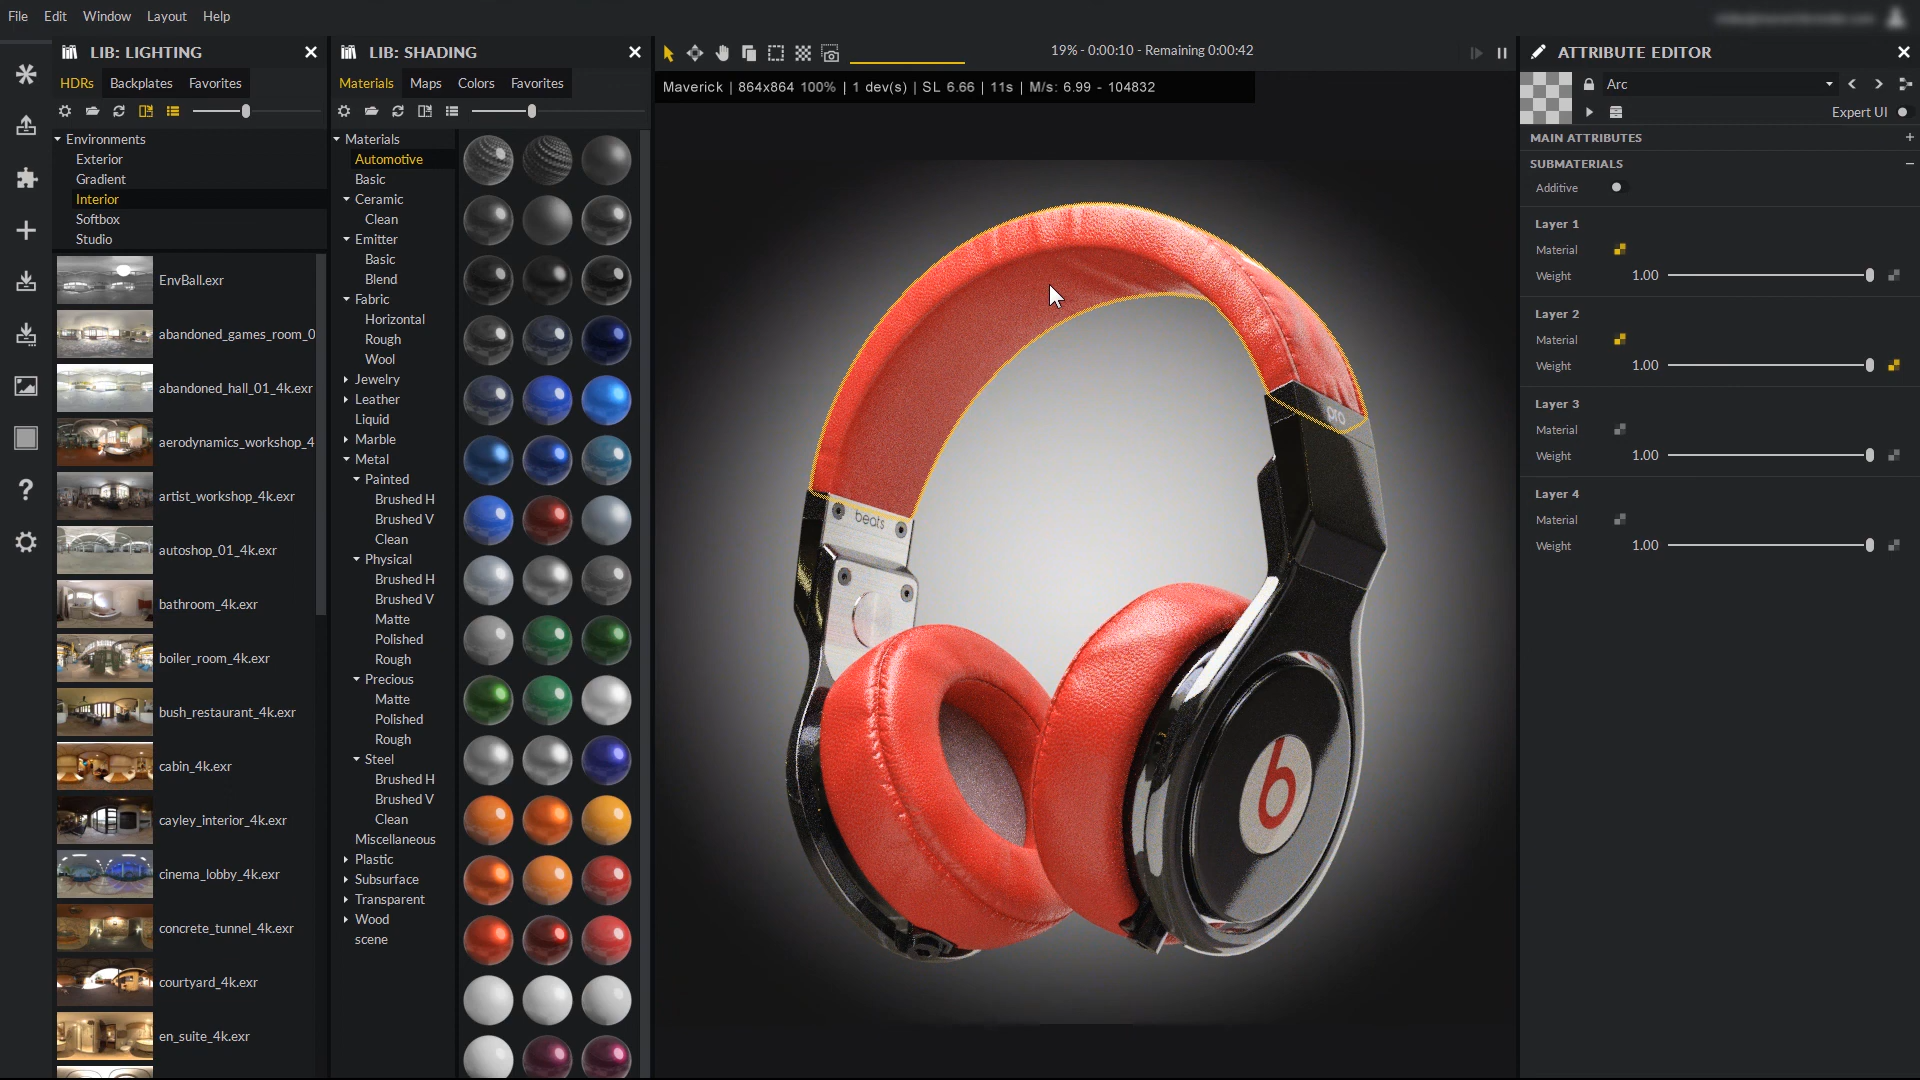 File Edit Window Layout Help
LIB: LIGHTING
HDRs Backplates Favorites
Environments
Exterior
Gradient
Interior
Softbox
Studio
EnvBall.exr
abandoned_games_room_0
abandoned_hall_01_4k.exr
aerodynamics_workshop_4
artist_workshop_4k.exr
autoshop_01_4k.exr
bathroom_4k.exr
boiler_room_4k.exr
bush_restaurant_4k.exr
cabin_4k.exr
cayley_interior_4k.exr
cinema_lobby_4k.exr
concrete_tunnel_4k.exr
courtyard_4k.exr
en_suite_4k.exr
LIB: SHADING
Materials Maps Colors Favorites
Materials
Automotive
Basic
Ceramic
Clean
Emitter
Basic
Blend
Fabric
Horizontal
Rough
Wool
Jewelry
Leather
Liquid
Marble
Metal
Painted
Brushed H
Brushed V
Clean
Physical
Brushed H
Brushed V
Matte
Polished
Rough
Precious
Matte
Polished
Rough
Steel
Brushed H
Brushed V
Clean
Miscellaneous
Plastic
Subsurface
Transparent
Wood
scene
19% - 0:00:10 - Remaining 0:00:42
Maverick | 864x864 100% | 1 dev(s) | SL 6.66 | 11s | M/s: 6.99 - 104832
pro
beats
b
ATTRIBUTE EDITOR
Arc
Expert UI
MAIN ATTRIBUTES
SUBMATERIALS
Additive
Layer 1
Material
Weight 1.00
Layer 2
Material
Weight 1.00
Layer 3
Material
Weight 1.00
Layer 4
Material
Weight 1.00